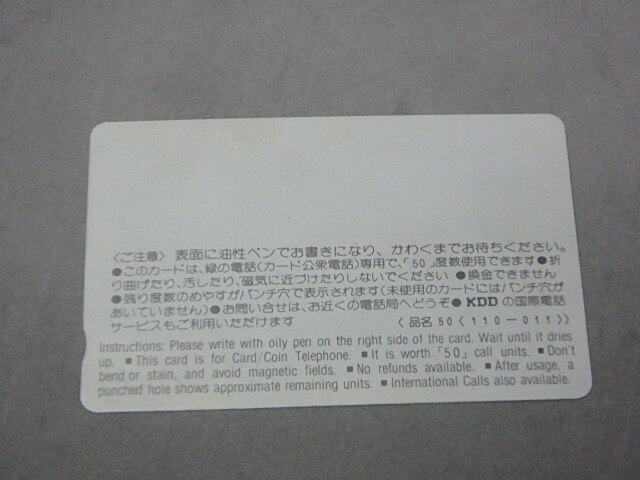 〈ご注意〉表面に油性ペンでお書きになり、かわくまでお待ちください。
●このカードは、緑の電話(カード公衆電話)専用で、「50」度数使用できます●折
り曲げたり、汚したり、磁気に近づけたりしないでください ●換金できません
●残り度数のめやすがパンチ穴で表示されます(未使用のカードにはパンチ穴が
あいていません)●お問い合せは、お近くの電話局へどうぞ● KDD の国際電話
サービスもご利用いただけます 〈品名 50〈110-011〉〉
Instructions: Please write with oily pen on the right side of the card. Wait until it dries
up. ■ This card is for Card/Coin Telephone. ■ It is worth「50」call units. ■ Don't
bend or stain, and avoid magnetic fields. ■ No refunds available. ■ After usage, a
punched hole shows approximate remaining units. ■ International Calls also available.